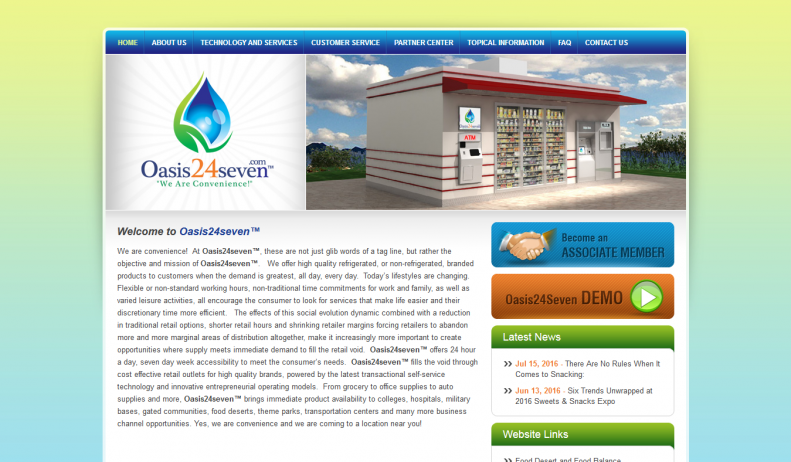 HOME ABOUT US TECHNOLOGY AND SERVICES CUSTOMER SERVICE PARTNER CENTER TOPICAL INFORMATION FAQ CONTACT US
Oasis24seven.com™
"We Are Convenience!"
ATM
Welcome to Oasis24seven™
We are convenience! At Oasis24seven™, these are not just glib words of a tag line, but rather the
objective and mission of Oasis24seven™. We offer high quality refrigerated, or non-refrigerated, branded
products to customers when the demand is greatest, all day, every day. Today's lifestyles are changing.
Flexible or non-standard working hours, non-traditional time commitments for work and family, as well as
varied leisure activities, all encourage the consumer to look for services that make life easier and their
discretionary time more efficient. The effects of this social evolution dynamic combined with a reduction
in traditional retail options, shorter retail hours and shrinking retailer margins forcing retailers to abandon
more and more marginal areas of distribution altogether, make it increasingly more important to create
opportunities where supply meets immediate demand to fill the retail void. Oasis24seven™ offers 24 hour
a day, seven day week accessibility to meet the consumer's needs. Oasis24seven™ fills the void through
cost effective retail outlets for high quality brands, powered by the latest transactional self-service
technology and innovative entrepreneurial operating models. From grocery to office supplies to auto
supplies and more, Oasis24seven™ brings immediate product availability to colleges, hospitals, military
bases, gated communities, food deserts, theme parks, transportation centers and many more business
channel opportunities. Yes, we are convenience and we are coming to a location near you!
Become an
ASSOCIATE MEMBER
Oasis24Seven DEMO
Latest News
Jul 15, 2016 - There Are No Rules When It
Comes to Snacking:
Jun 13, 2016 - Six Trends Unwrapped at
2016 Sweets & Snacks Expo
Website Links
Food Desert and Food Balance